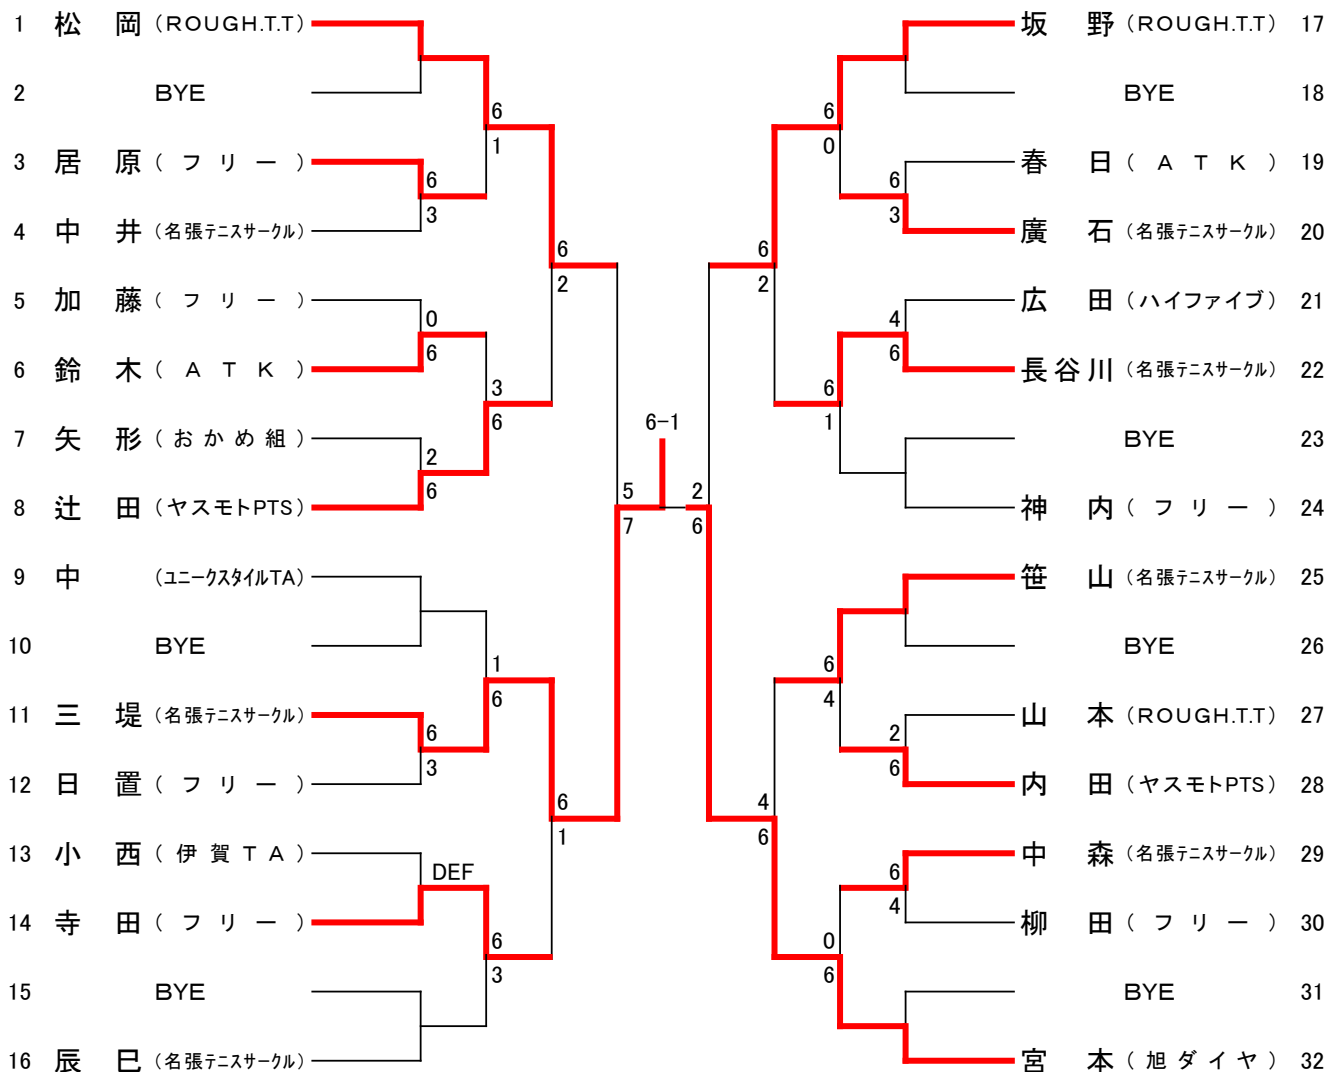 1 松 岡 (ROUGH.T.T)
2 BYE
3 居 原 ( フ リ ー )
4 中 井 (名張テニスサークル)
5 加 藤 ( フ リ ー )
6 鈴 木 ( A T K )
7 矢 形 ( お か め 組 )
8 辻 田 (ヤスモトPTS)
9 中 (ユニークスタイルTA)
10 BYE
11 三 堤 (名張テニスサークル)
12 日 置 ( フ リ ー )
13 小 西 ( 伊 賀 T A )
14 寺 田 ( フ リ ー )
15 BYE
16 辰 巳 (名張テニスサークル)
6
3
0
6
2
6
6
3
DEF
6
1
3
6
1
6
6
3
6
2
6
1
5
7
6-1
2
6
6
2
4
6
6
0
6
1
6
4
0
6
6
3
4
6
2
6
6
4
坂 野 (ROUGH.T.T) 17
BYE 18
春 日 ( A T K ) 19
廣 石 (名張テニスサークル) 20
広 田 (ハイファイブ) 21
長 谷 川 (名張テニスサークル) 22
BYE 23
神 内 ( フ リ ー ) 24
笹 山 (名張テニスサークル) 25
BYE 26
山 本 (ROUGH.T.T) 27
内 田 (ヤスモトPTS) 28
中 森 (名張テニスサークル) 29
柳 田 ( フ リ ー ) 30
BYE 31
宮 本 ( 旭 ダ イ ヤ ) 32